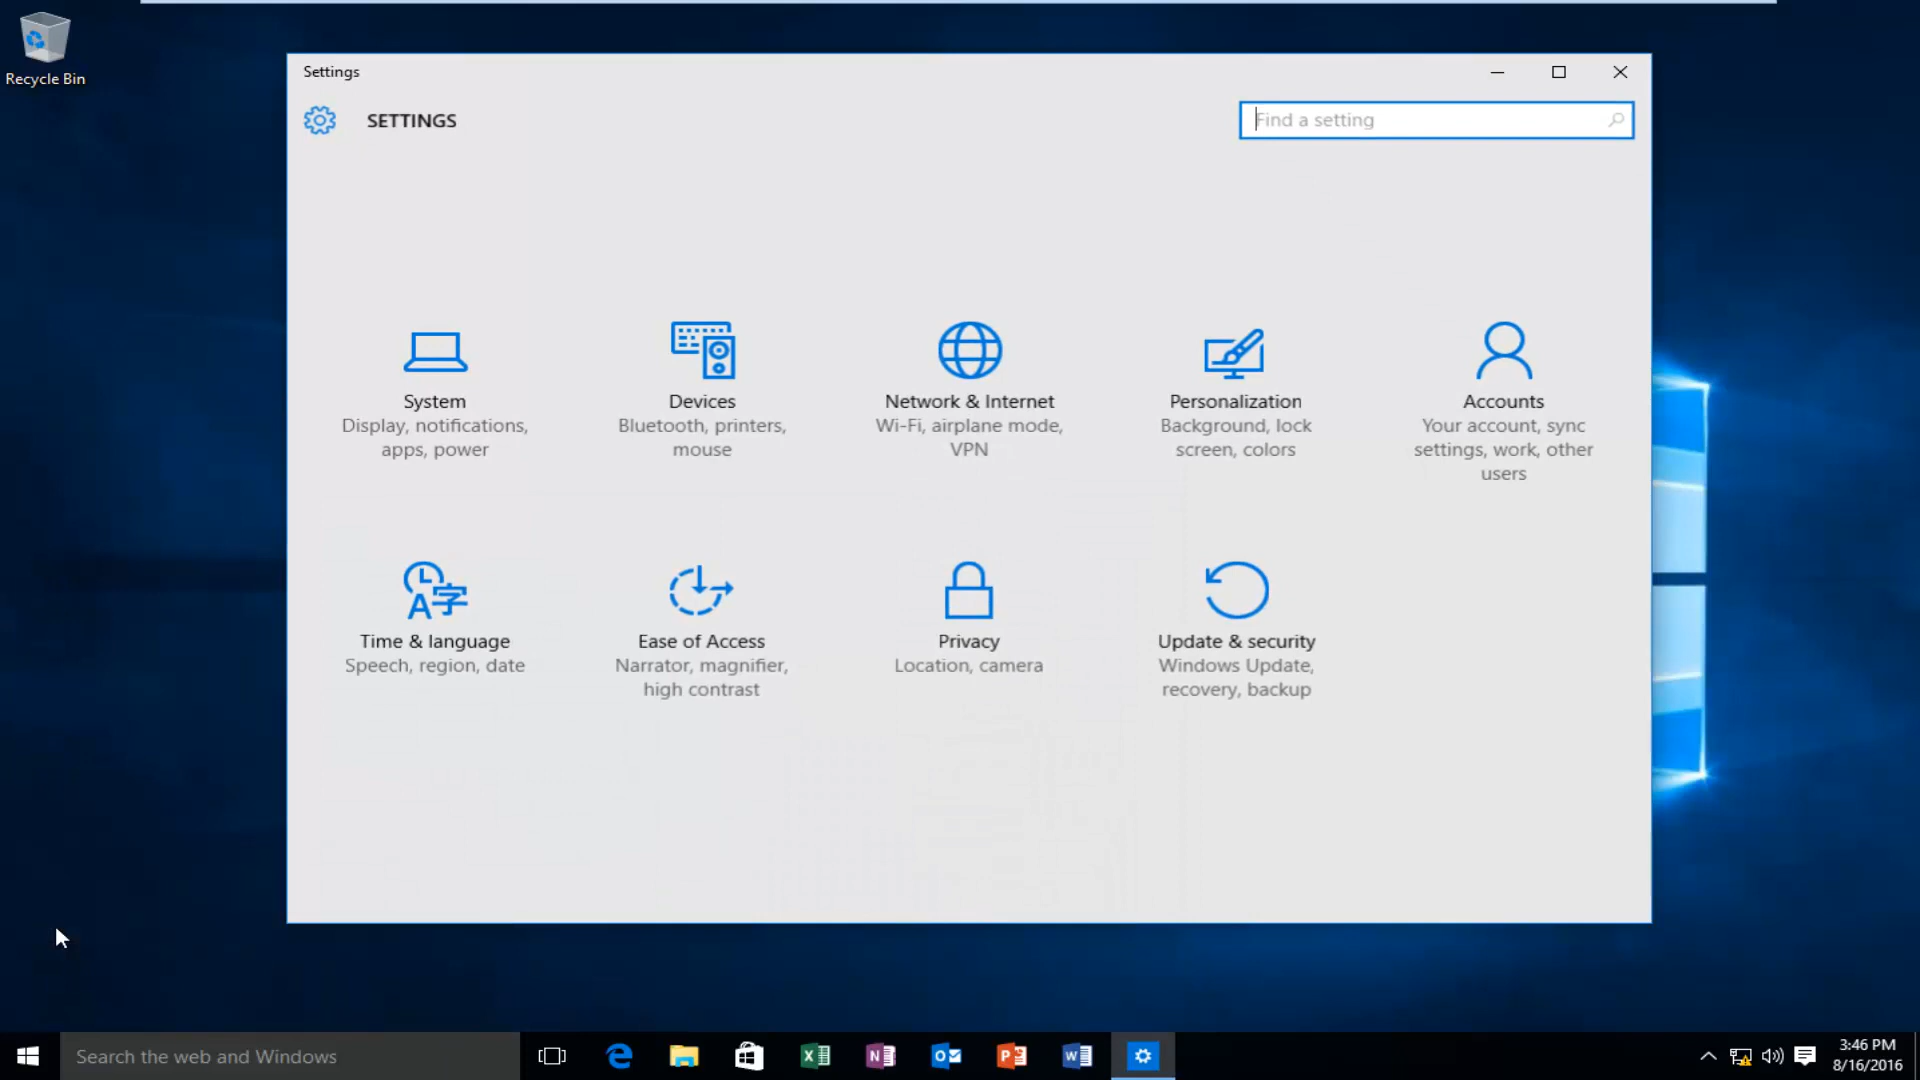 Recycle Bin
Settings
SETTINGS
Find a setting
System
Display, notifications,
apps, power
Devices
Bluetooth, printers,
mouse
Network & Internet
Wi-Fi, airplane mode,
VPN
Personalization
Background, lock
screen, colors
Accounts
Your account, sync
settings, work, other
users
Time & language
Speech, region, date
Ease of Access
Narrator, magnifier,
high contrast
Privacy
Location, camera
Update & security
Windows Update,
recovery, backup
Search the web and Windows
3:46 PM
8/16/2016